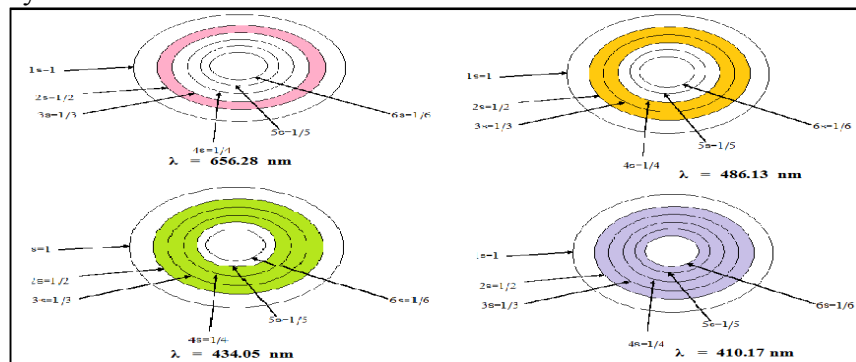 1s=1
2s=1/2
3s=1/3
4s=1/4
5s=1/5
6s=1/6
λ = 656.28 nm
1s=1
2s=1/2
3s=1/3
4s=1/4
5s=1/5
6s=1/6
λ = 486.13 nm
s=1
2s=1/2
3s=1/3
4s=1/4
5s=1/5
6s=1/6
λ = 434.05 nm
s=1
2s=1/2
3s=1/3
4s=1/4
5s=1/5
6s=1/6
λ = 410.17 nm